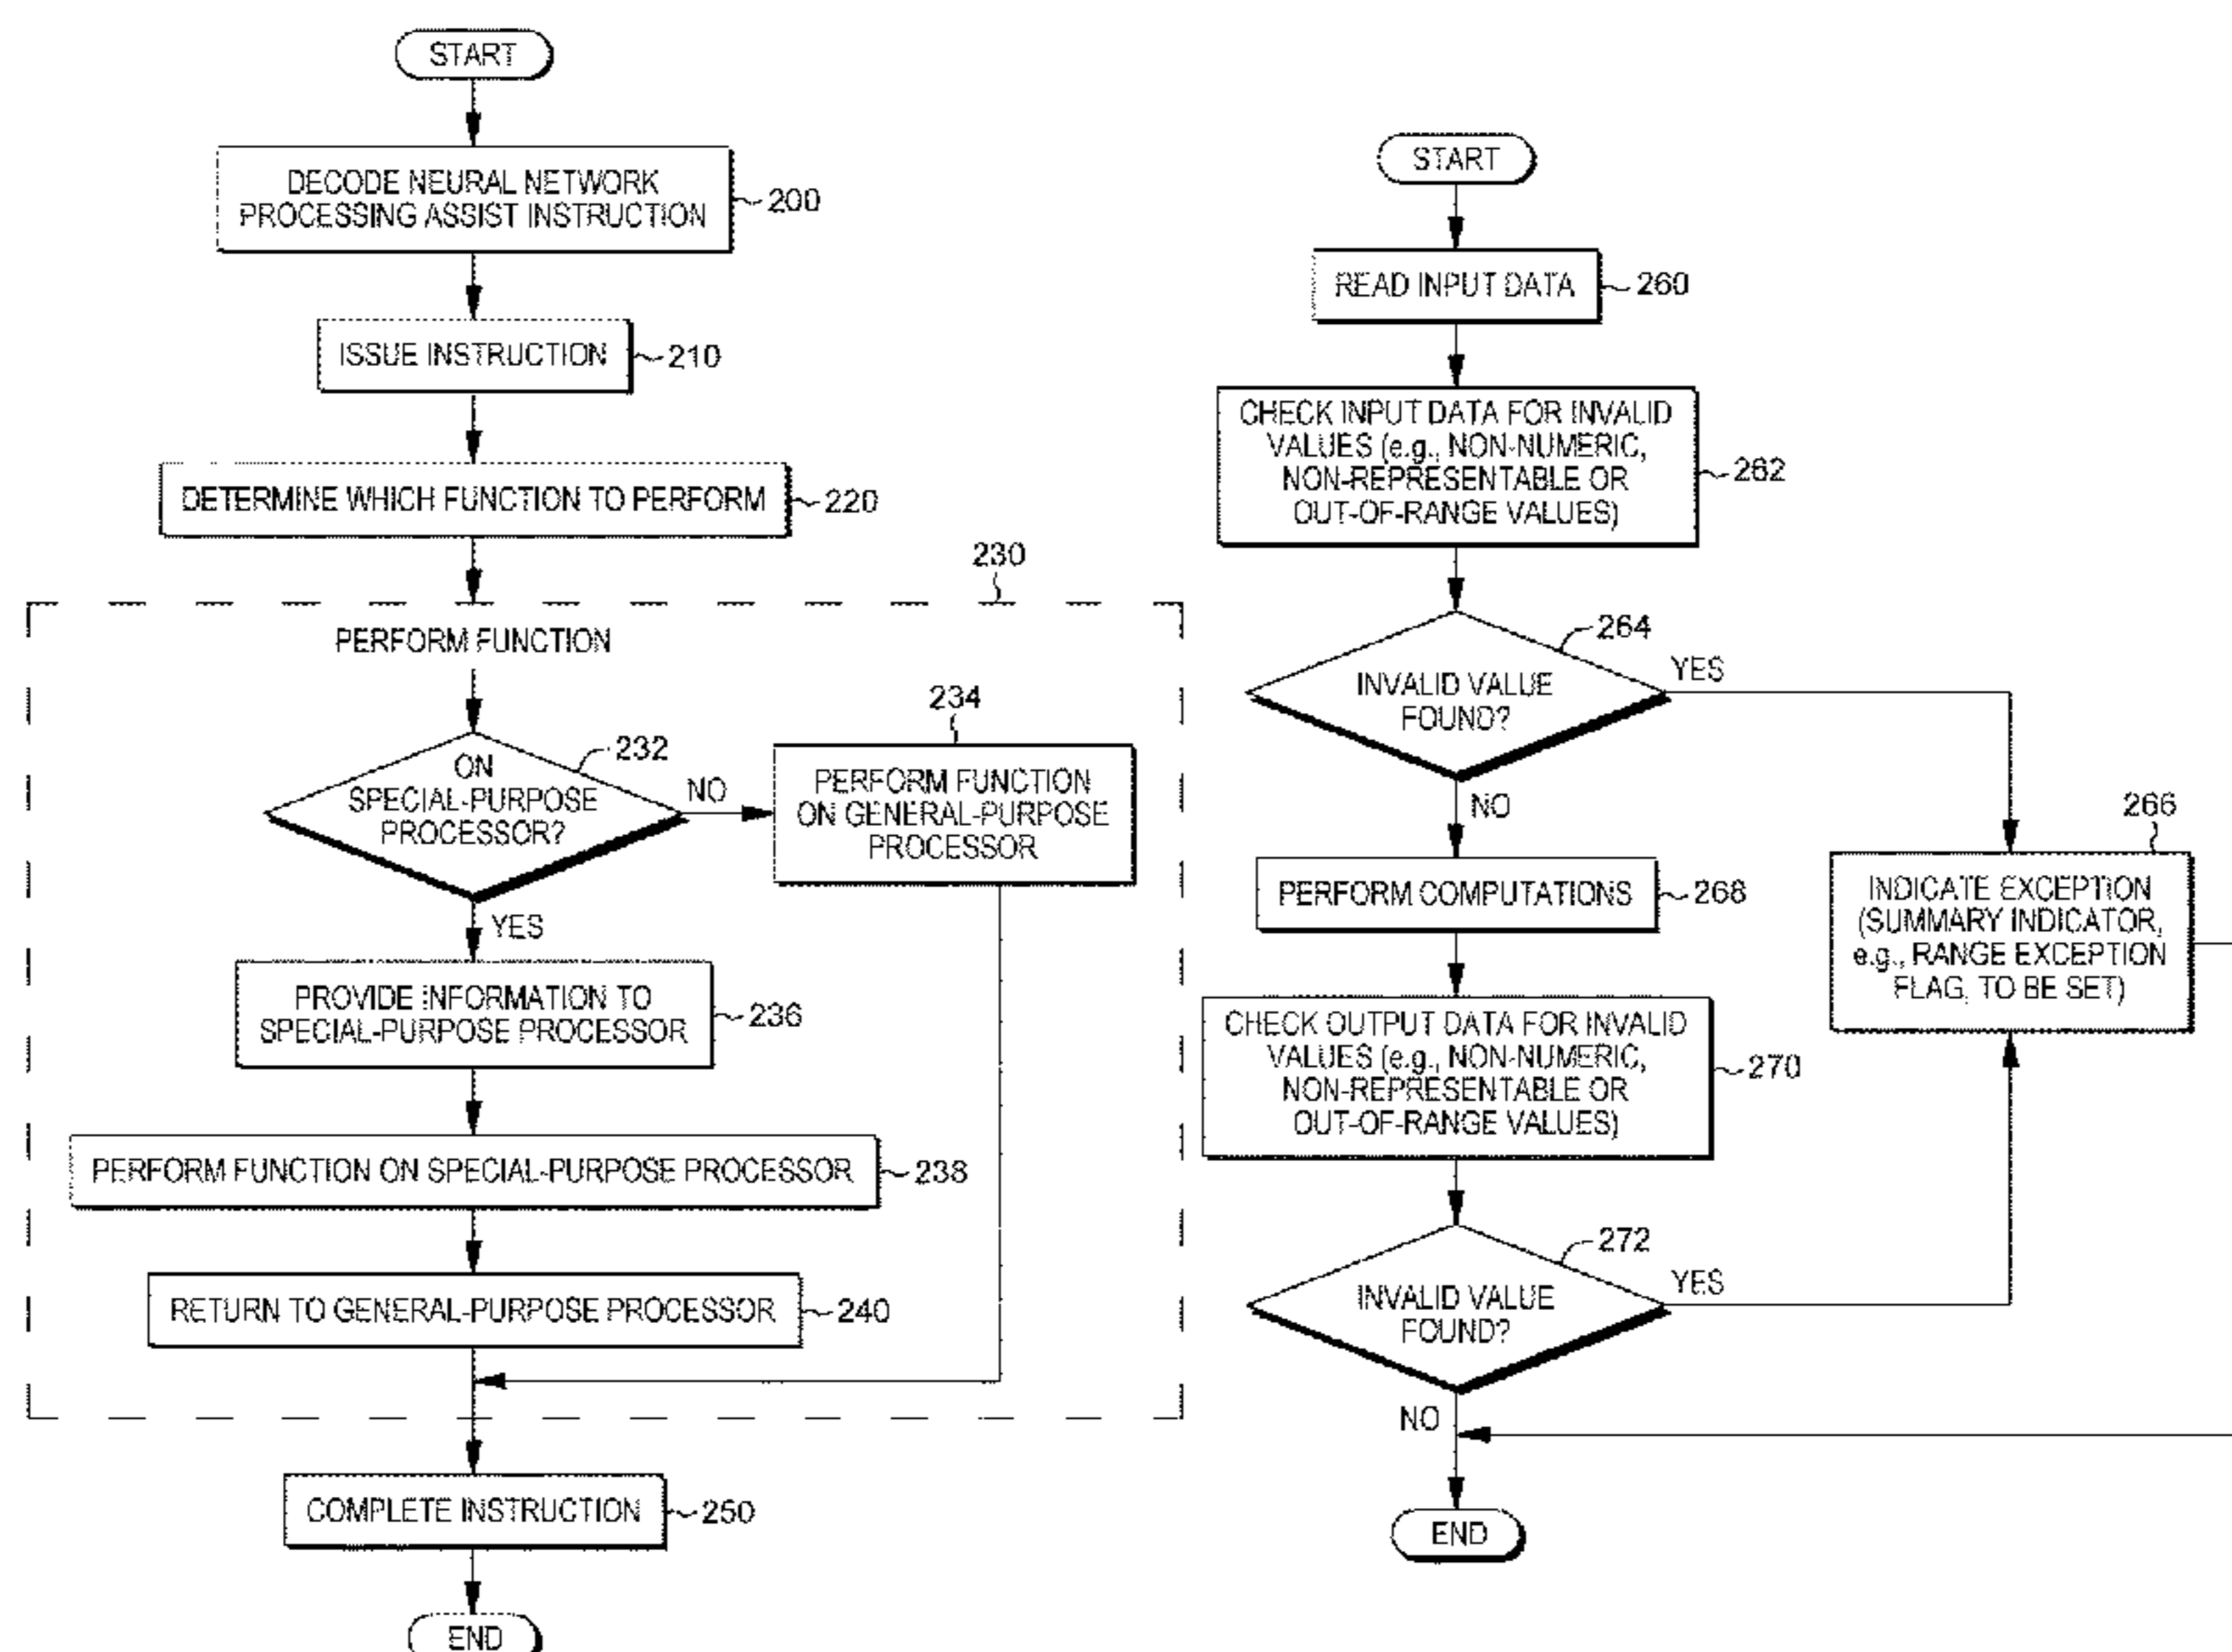 START
DECODE NEURAL NETWORK
PROCESSING ASSIST INSTRUCTION
200
ISSUE INSTRUCTION
210
DETERMINE WHICH FUNCTION TO PERFORM
220
230
PERFORM FUNCTION
ON
SPECIAL-PURPOSE
PROCESSOR?
232
NO
234
PERFORM FUNCTION
ON GENERAL-PURPOSE
PROCESSOR
YES
PROVIDE INFORMATION TO
SPECIAL-PURPOSE PROCESSOR
236
PERFORM FUNCTION ON SPECIAL-PURPOSE PROCESSOR
238
RETURN TO GENERAL-PURPOSE PROCESSOR
240
COMPLETE INSTRUCTION
250
END
START
READ INPUT DATA
260
CHECK INPUT DATA FOR INVALID
VALUES (e.g., NON-NUMERIC,
NON-REPRESENTABLE OR
OUT-OF-RANGE VALUES)
262
264
INVALID VALUE
FOUND?
YES
NO
266
INDICATE EXCEPTION
(SUMMARY INDICATOR,
e.g., RANGE EXCEPTION
FLAG, TO BE SET)
PERFORM COMPUTATIONS
268
CHECK OUTPUT DATA FOR INVALID
VALUES (e.g., NON-NUMERIC,
NON-REPRESENTABLE OR
OUT-OF-RANGE VALUES)
270
272
INVALID VALUE
FOUND?
YES
NO
END